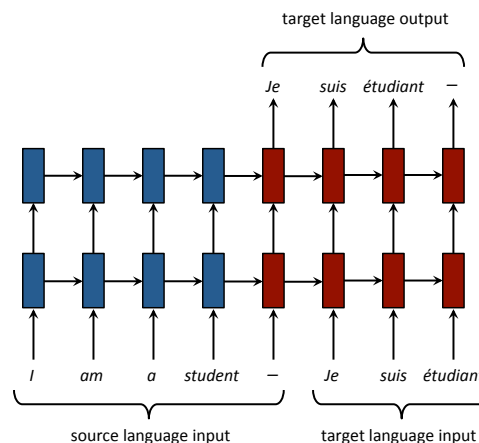 target language output
Je suis étudiant –
I am a student – Je suis étudian
source language input target language input